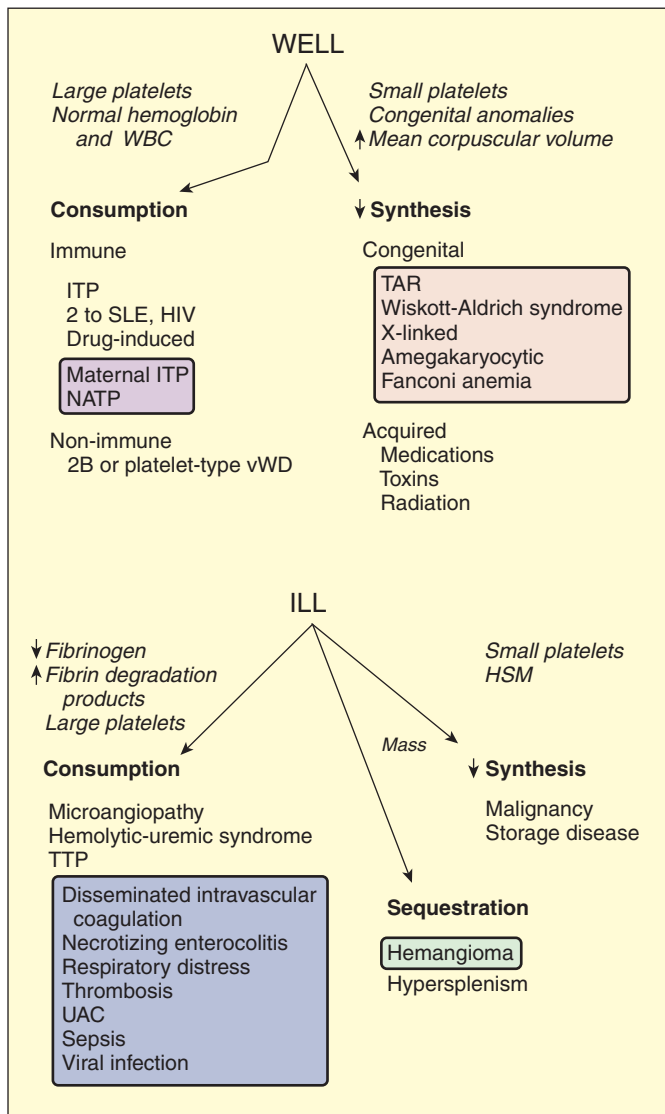 WELL
Large platelets
Normal hemoglobin
and WBC
Small platelets
Congenital anomalies
↑ Mean corpuscular volume
Consumption
Immune
ITP
2 to SLE, HIV
Drug-induced
Maternal ITP
NATP
Non-immune
2B or platelet-type vWD
↓ Synthesis
Congenital
TAR
Wiskott-Aldrich syndrome
X-linked
Amegakaryocytic
Fanconi anemia
Acquired
Medications
Toxins
Radiation
ILL
↓ Fibrinogen
↑ Fibrin degradation
products
Large platelets
Small platelets
HSM
Mass
Consumption
Microangiopathy
Hemolytic-uremic syndrome
TTP
Disseminated intravascular
coagulation
Necrotizing enterocolitis
Respiratory distress
Thrombosis
UAC
Sepsis
Viral infection
↓ Synthesis
Malignancy
Storage disease
Sequestration
Hemangioma
Hypersplenism